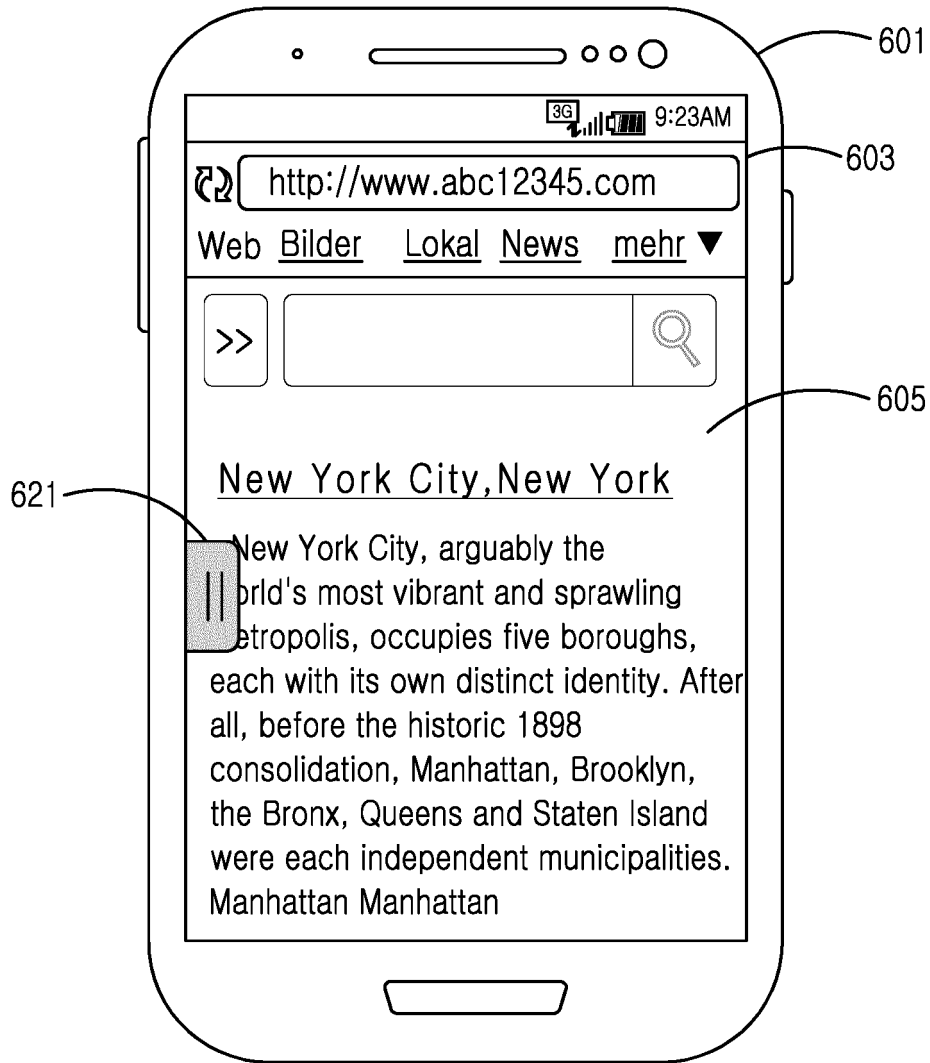 601
3G 9:23AM
603
http://www.abc12345.com
Web Bilder Lokal News mehr ▼
>>
605
New York City,New York
621
New York City, arguably the
orld's most vibrant and sprawling
etropolis, occupies five boroughs,
each with its own distinct identity. After
all, before the historic 1898
consolidation, Manhattan, Brooklyn,
the Bronx, Queens and Staten Island
were each independent municipalities.
Manhattan Manhattan